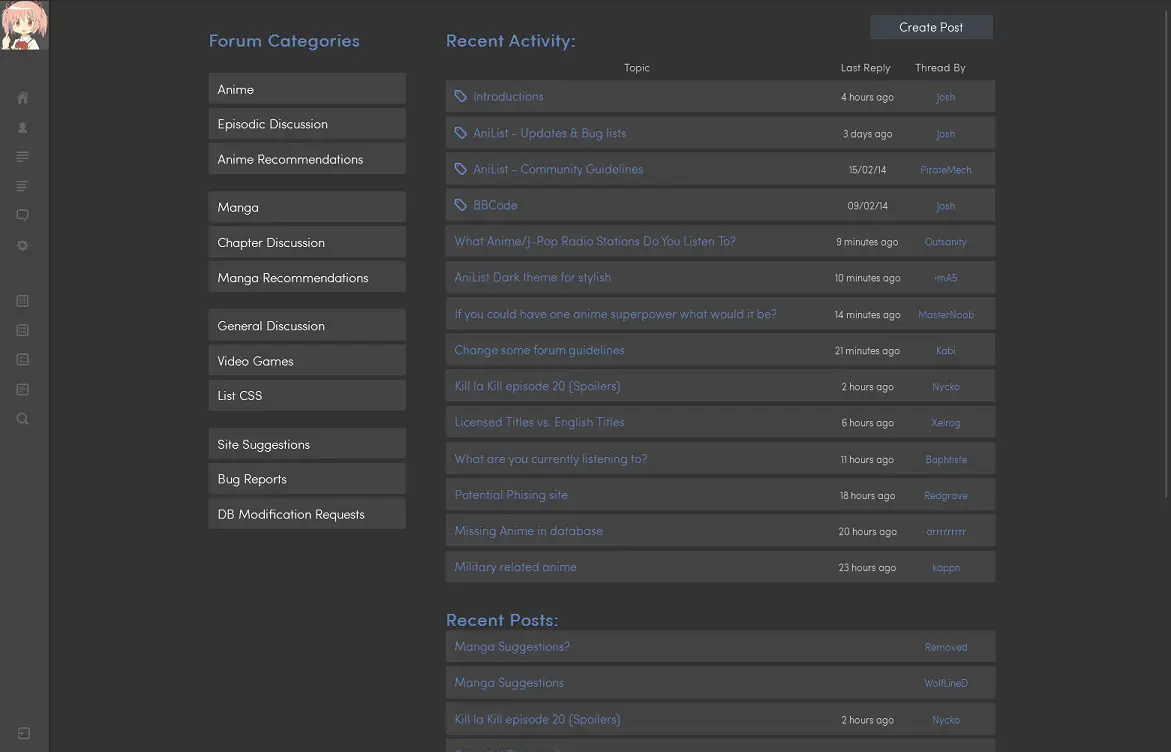 Forum Categories
Anime
Episodic Discussion
Anime Recommendations
Manga
Chapter Discussion
Manga Recommendations
General Discussion
Video Games
List CSS
Site Suggestions
Bug Reports
DB Modification Requests
Recent Activity:
Create Post
Topic Last Reply Thread By
Introductions 4 hours ago josh
AniList - Updates & Bug lists 3 days ago josh
AniList - Community Guidelines 15/02/14 PirateMech
BBCode 09/02/14 josh
What Anime/J-Pop Radio Stations Do You Listen To? 9 minutes ago Outsanity
AniList Dark theme for stylish 10 minutes ago imA5
If you could have one anime superpower what would it be? 14 minutes ago MasterNoob
Change some forum guidelines 21 minutes ago Kabi
Kill la Kill episode 20 (Spoilers) 2 hours ago Nycko
Licensed Titles vs. English Titles 6 hours ago Xelrog
What are you currently listening to? 11 hours ago Baphtiste
Potential Phising site 18 hours ago Redgrave
Missing Anime in database 20 hours ago arrrrrrrrr
Military related anime 23 hours ago kappn
Recent Posts:
Manga Suggestions? Removed
Manga Suggestions WolfLineD
Kill la Kill episode 20 (Spoilers) 2 hours ago Nycko